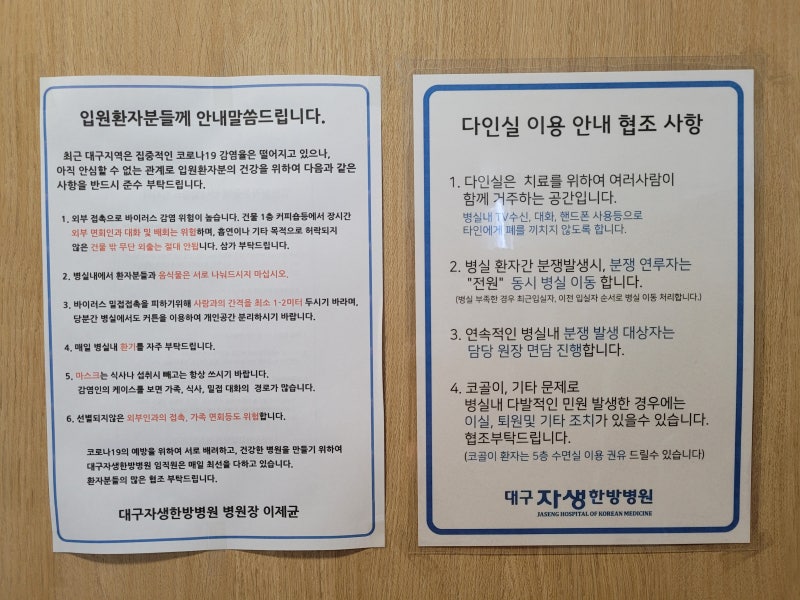 입원환자분들께 안내말씀드립니다.
최근 대구지역은 집중적인 코로나19 감염율은 떨어지고 있으나,
아직 안심할 수 없는 관계로 입원환자분의 건강을 위하여 다음과 같은
사항을 반드시 준수 부탁드립니다.
1. 외부 접촉으로 바이러스 감염 위험이 높습니다. 건물 1층 커피숍등에서 장시간
외부 면회인과 대화 및 배회는 위험하며, 흡연이나 기타 목적으로 허락되지
않은 건물 밖 무단 외출는 절대 안됩니다. 삼가 부탁드립니다.
2. 병실내에서 환자분들과 음식물은 서로 나눠드시지 마십시오.
3. 바이러스 밀접접촉을 피하기위해 사람과의 간격을 최소 1-2미터 두시기 바라며,
당분간 병실에서도 커튼을 이용하여 개인공간 분리하시기 바랍니다.
4. 매일 병실내 환기를 자주 부탁드립니다.
5. 마스크는 식사나 섭취시 빼고는 항상 쓰시기 바랍니다.
감염인의 케이스를 보면 가족, 식사, 밀접 대화의 경로가 많습니다.
6. 선별되지않은 외부인과의 접촉, 가족 면회등도 위험합니다.
코로나19의 예방을 위하여 서로 배려하고, 건강한 병원을 만들기 위하여
대구자생한방병원 임직원은 매일 최선을 다하고 있습니다.
환자분들의 많은 협조 부탁드립니다.
대구자생한방병원 병원장 이제균
다인실 이용 안내 협조 사항
1. 다인실은 치료를 위하여 여러사람이
함께 거주하는 공간입니다.
병실내 TV수신, 대화, 핸드폰 사용등으로
타인에게 폐를 끼치지 않도록 합니다.
2. 병실 환자간 분쟁발생시, 분쟁 연루자는
"전원" 동시 병실 이동 합니다.
(병실 부족한 경우 최근입실자, 이전 입실자 순서로 병실 이동 처리합니다.)
3. 연속적인 병실내 분쟁 발생 대상자는
담당 원장 면담 진행합니다.
4. 코골이, 기타 문제로
병실내 다발적인 민원 발생한 경우에는
이실, 퇴원및 기타 조치가 있을수 있습니다.
협조부탁드립니다.
(코골이 환자는 5층 수면실 이용 권유 드릴수 있습니다)
대구 자생한방병원
JASENG HOSPITAL OF KOREAN MEDICINE